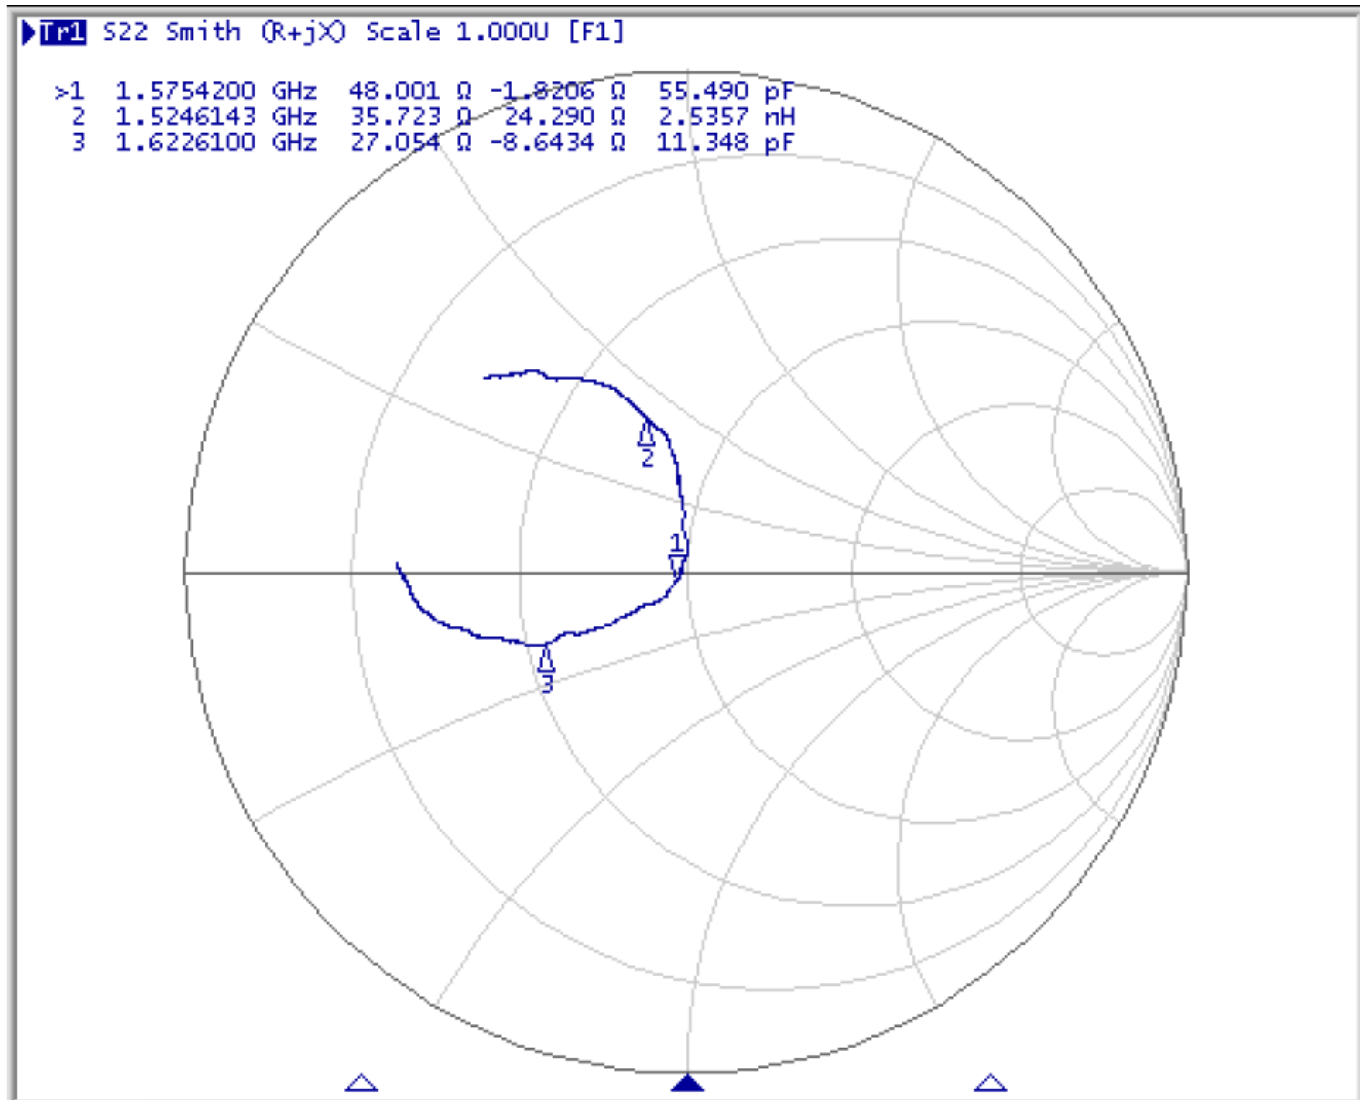 Tr1 S22 Smith (R+jX) Scale 1.000U [F1]
>1 1.5754200 GHz 48.001 Ω -1.8206 Ω 55.490 pF
2 1.5246143 GHz 35.723 Ω 24.290 Ω 2.5357 nH
3 1.6226100 GHz 27.054 Ω -8.6434 Ω 11.348 pF
2
1
3